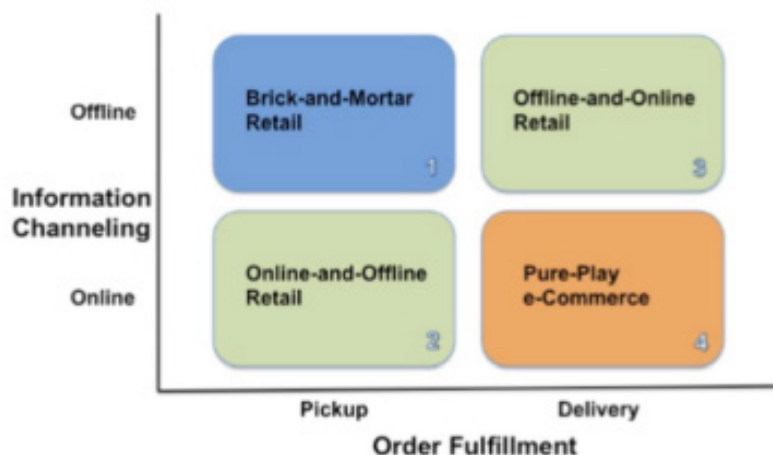 Offline
Brick-and-Mortar
Retail
1
Offline-and-Online
Retail
3
Information
Channeling
Online
Online-and-Offline
Retail
2
Pure-Play
e-Commerce
4
Pickup
Delivery
Order Fulfillment